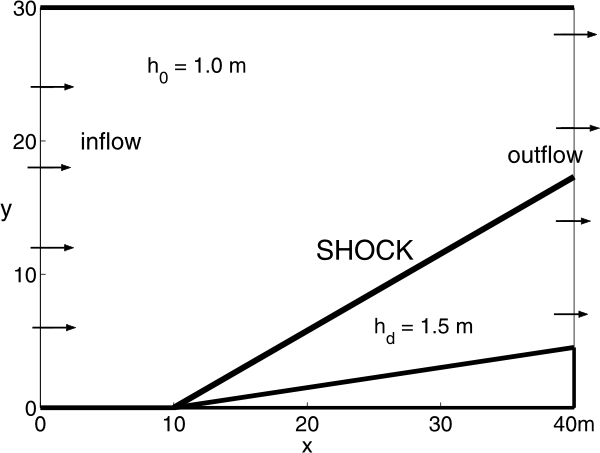 30
h0 = 1.0 m
20
inflow
outflow
y
SHOCK
10
hd = 1.5 m
0
0 10 20 30 40m
x